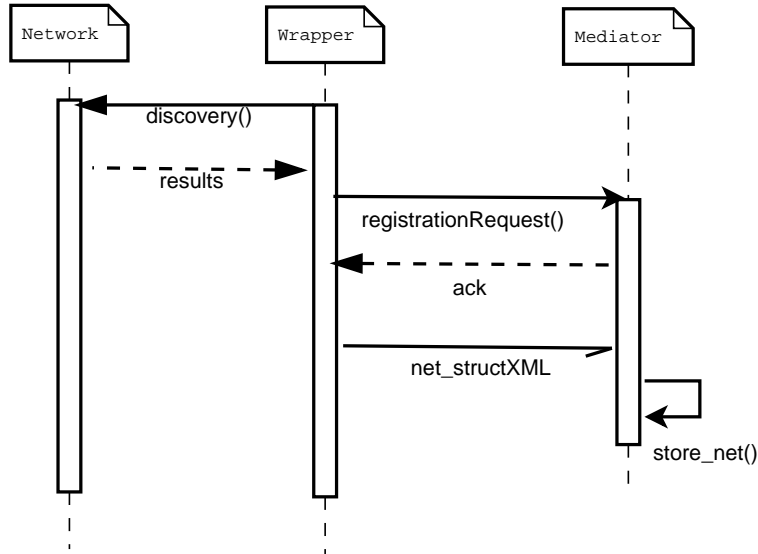 Network
Wrapper
Mediator
discovery()
results
registrationRequest()
ack
net_structXML
store_net()